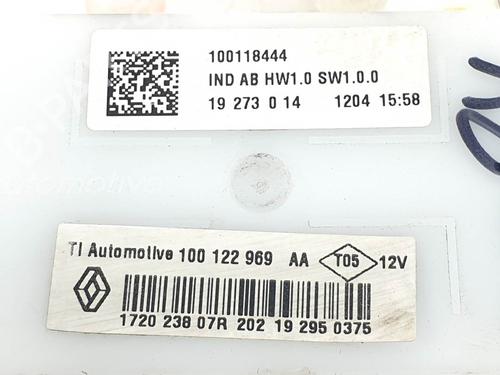 100118444
IND AB HW1.0 SW1.0.0
19 273 0 14 1204 15:58
TI Automotive 100 122 969 AA T05 12V
1720 238 07R 202 19 295 0375